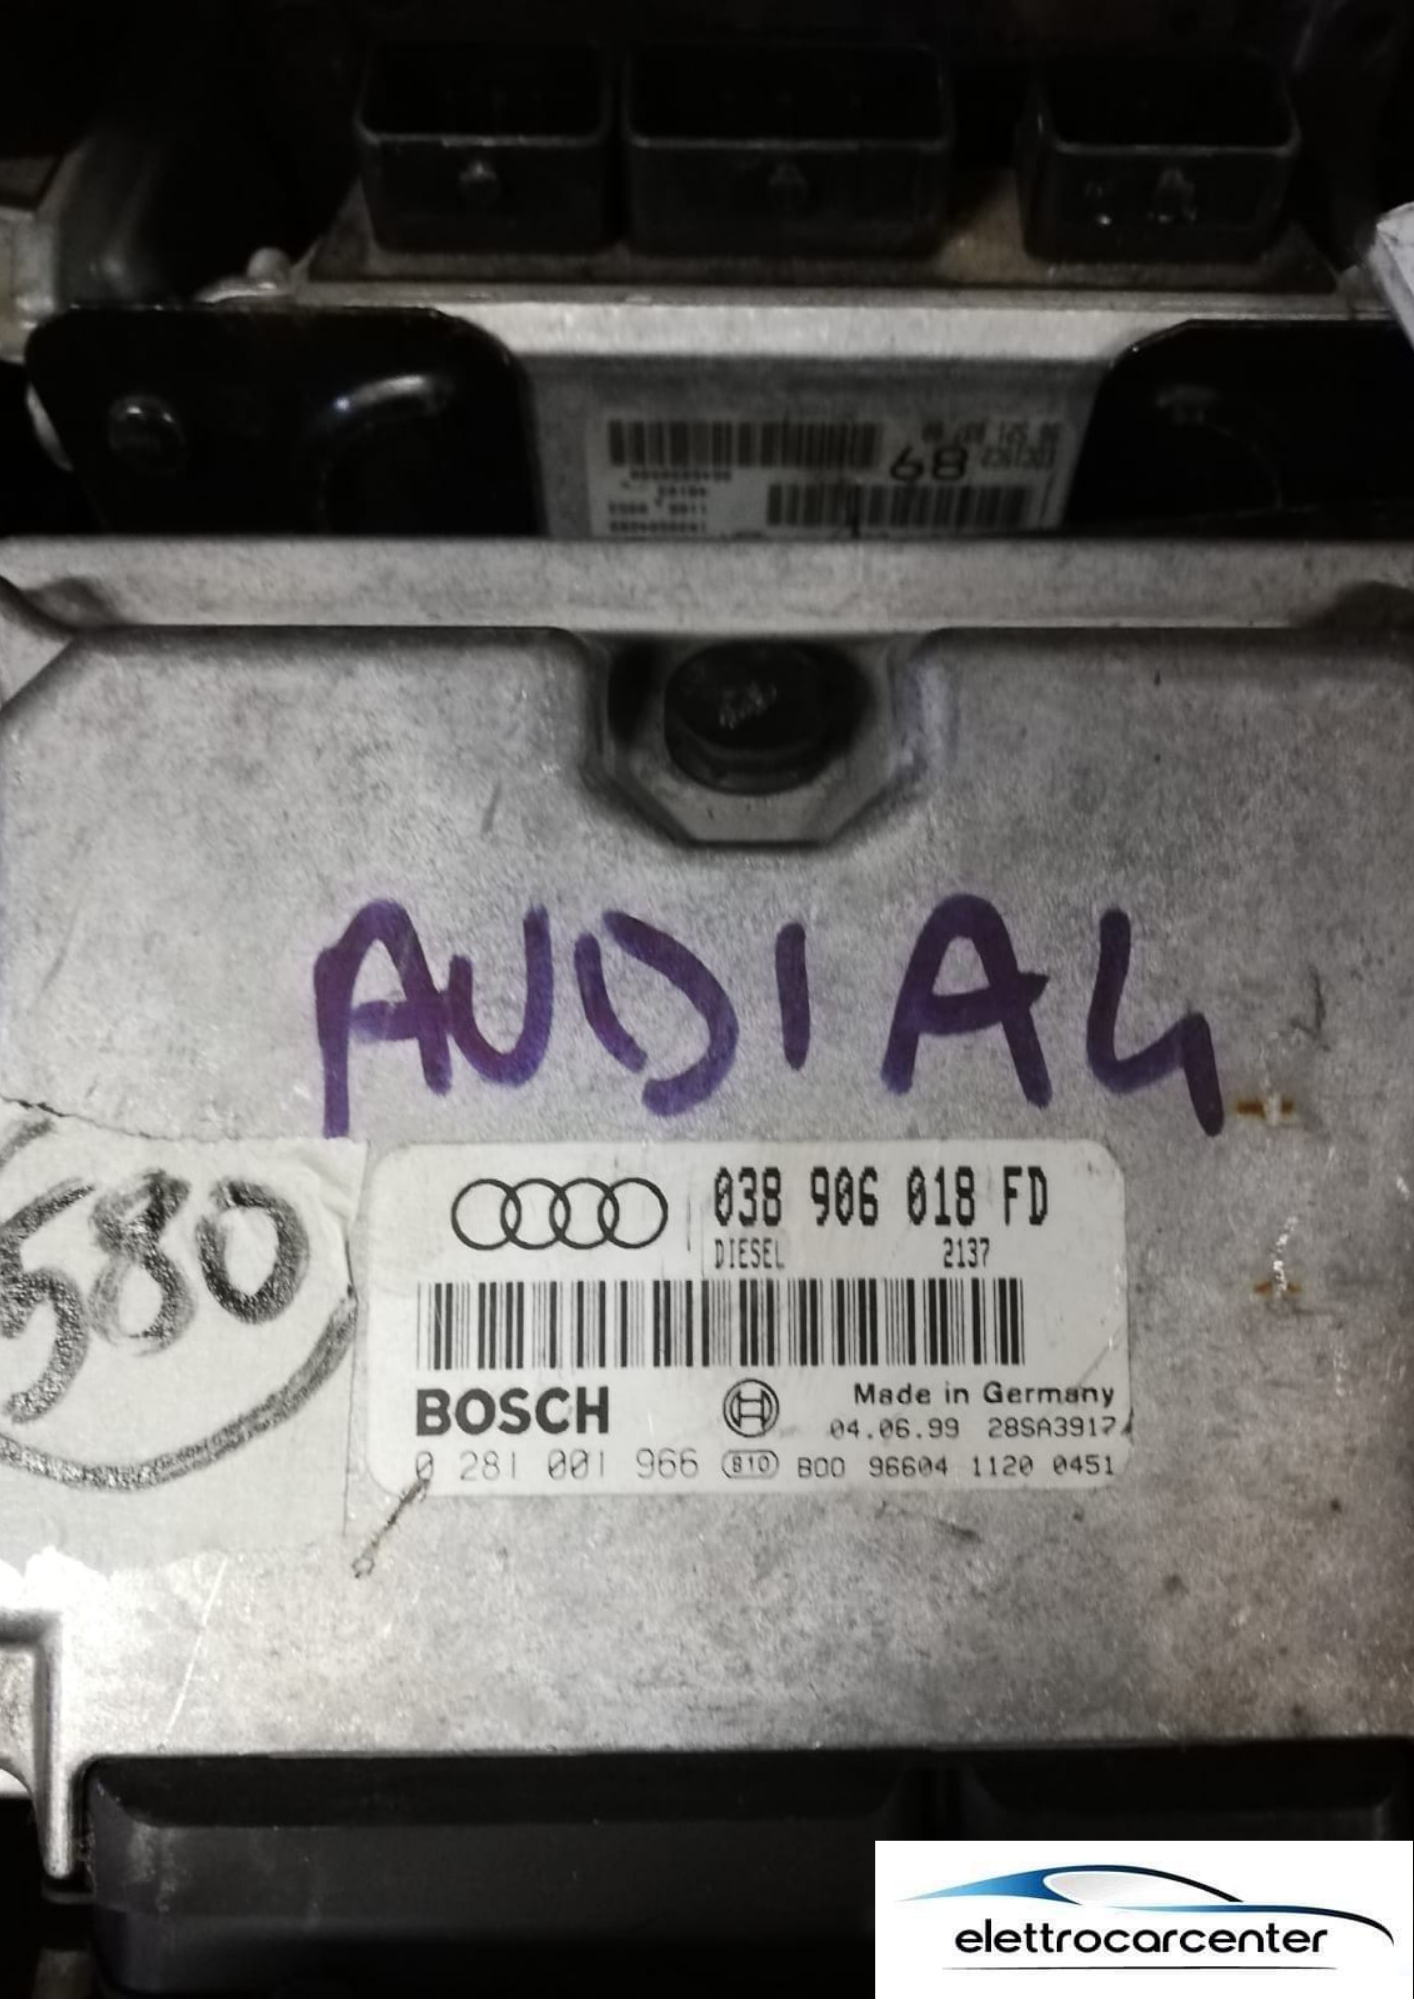 68
AUDI A4
580
038 906 018 FD
DIESEL 2137
BOSCH
Made in Germany
04.06.99 28SA3917
0 281 001 966 810 B00 96604 1120 0451
elettrocarcenter